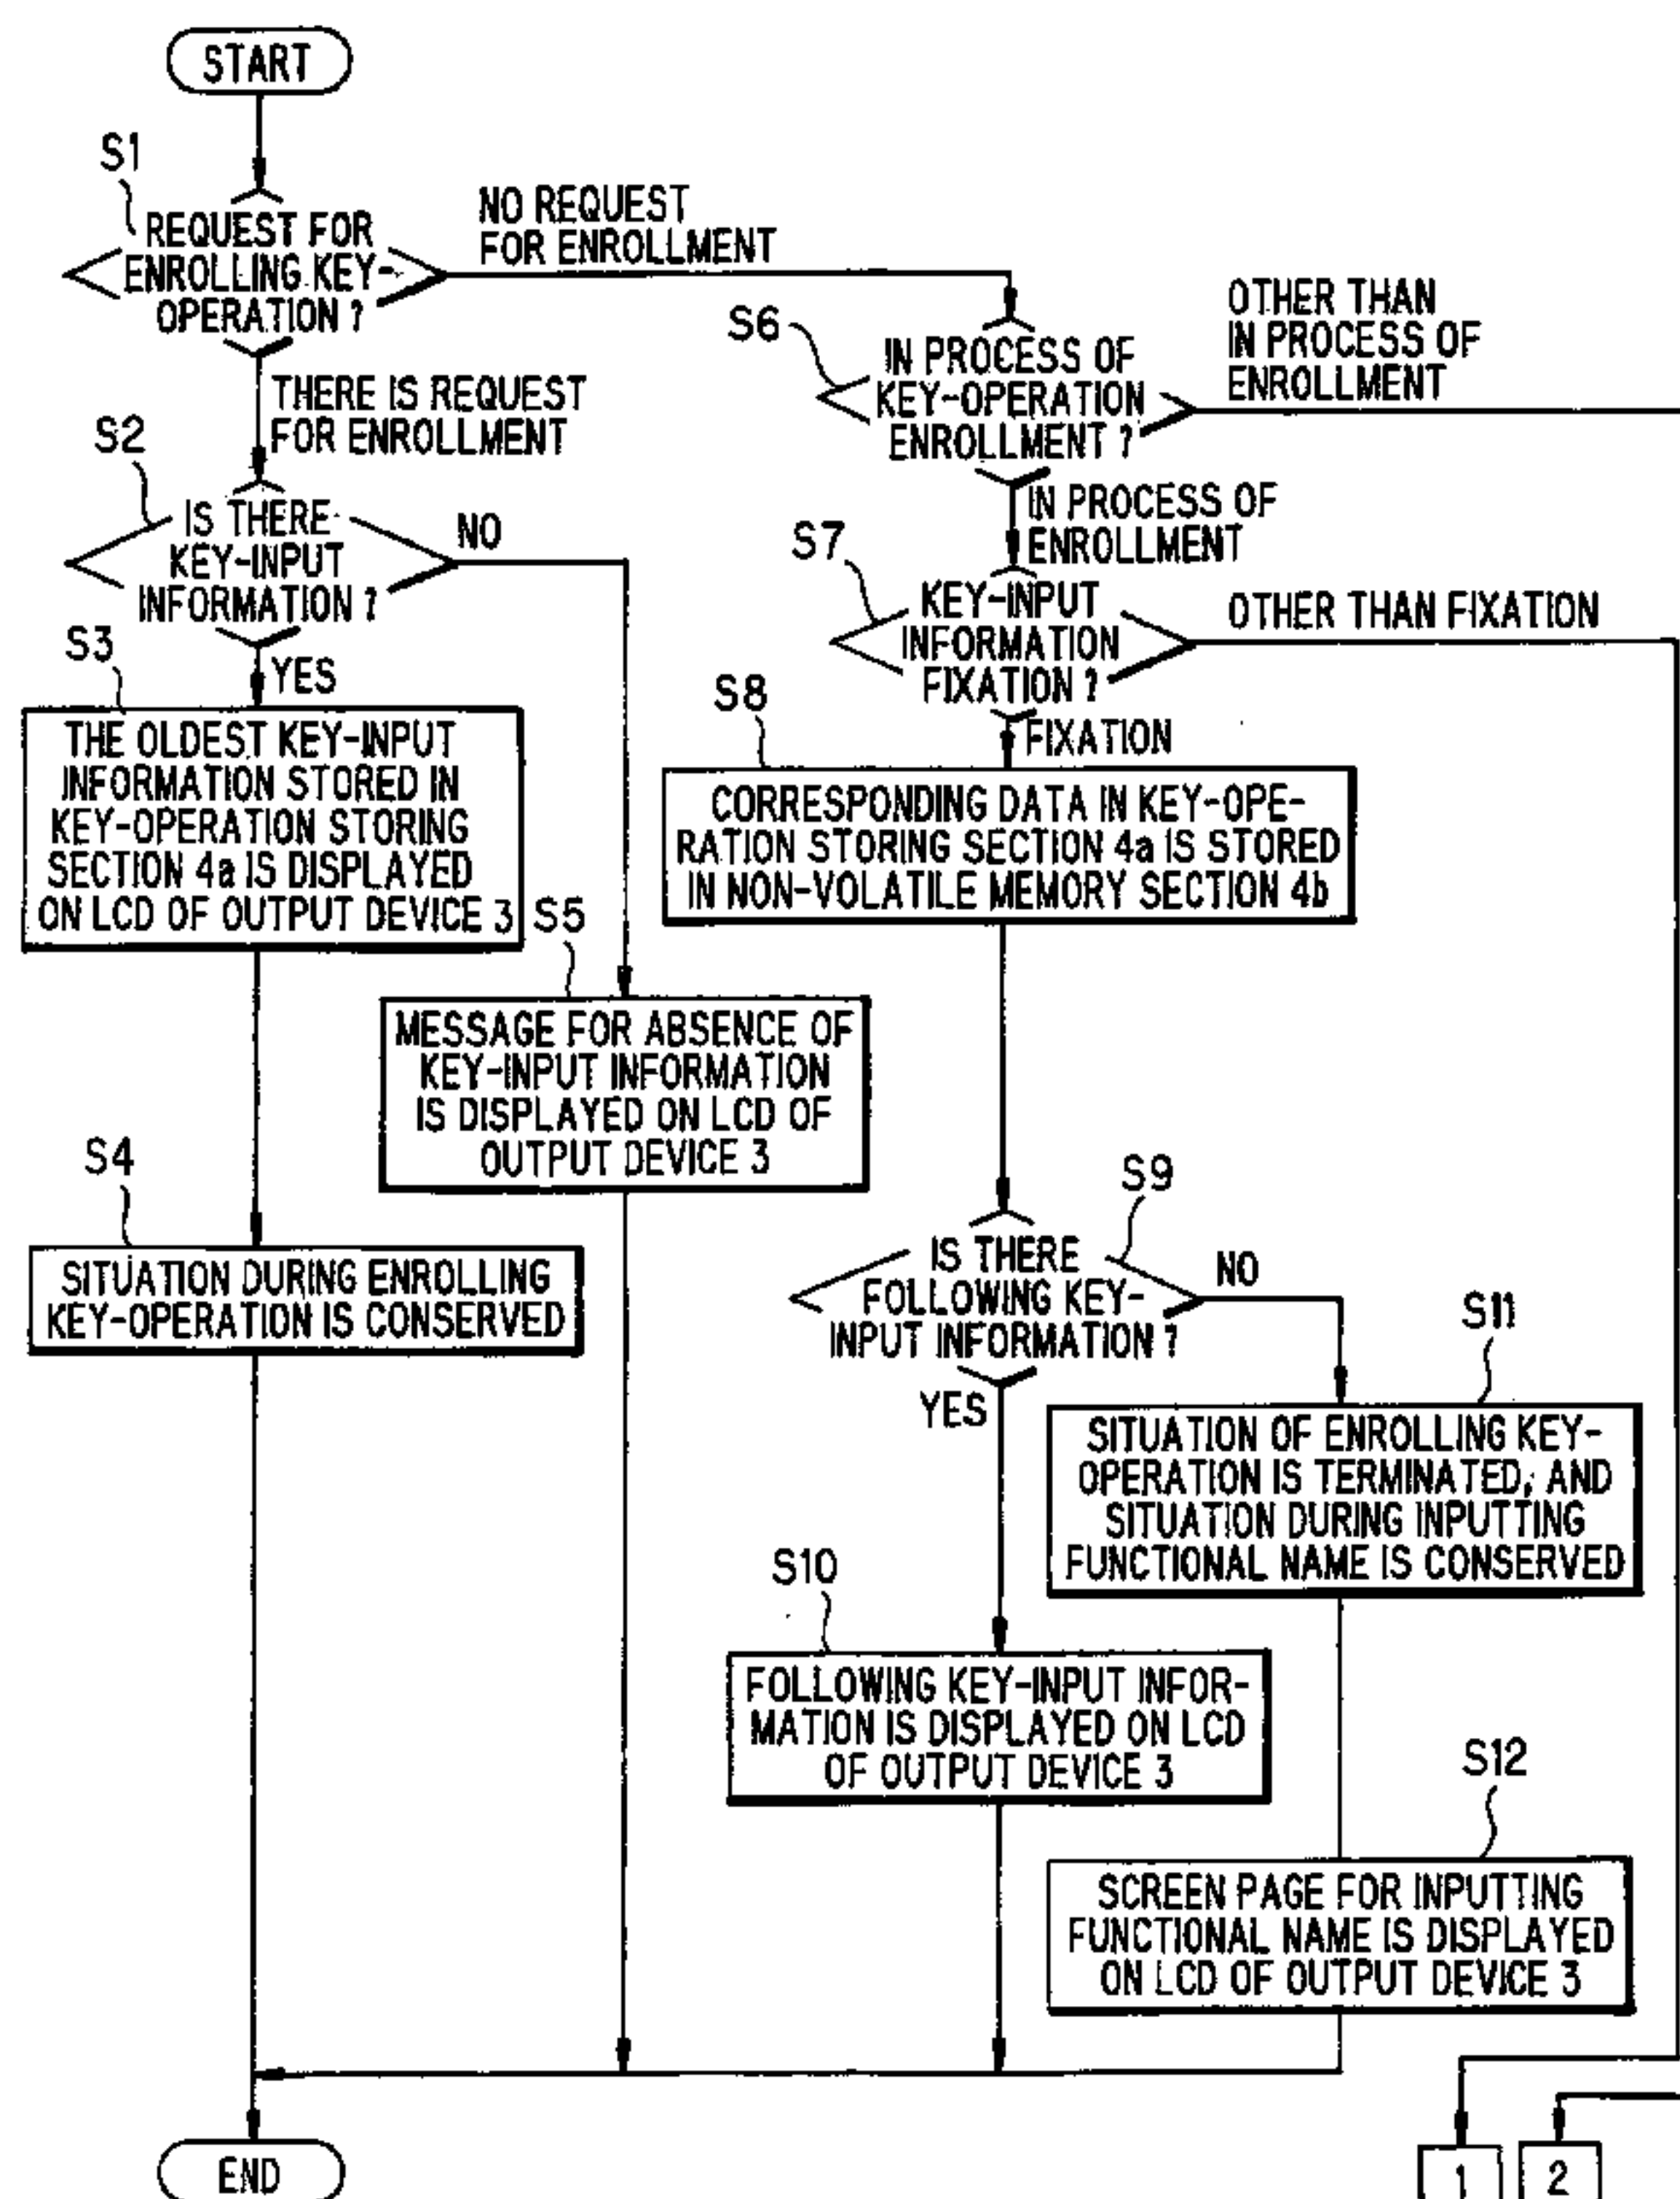 START
S1
REQUEST FOR
ENROLLING KEY-
OPERATION ?
NO REQUEST
FOR ENROLLMENT
THERE IS REQUEST
FOR ENROLLMENT
S2
IS THERE
KEY-INPUT
INFORMATION ?
NO
YES
S3
THE OLDEST KEY-INPUT
INFORMATION STORED IN
KEY-OPERATION STORING
SECTION 4a IS DISPLAYED
ON LCD OF OUTPUT DEVICE 3
S4
SITUATION DURING ENROLLING
KEY-OPERATION IS CONSERVED
S5
MESSAGE FOR ABSENCE OF
KEY-INPUT INFORMATION
IS DISPLAYED ON LCD OF
OUTPUT DEVICE 3
S6
IN PROCESS OF
KEY-OPERATION
ENROLLMENT ?
OTHER THAN
IN PROCESS OF
ENROLLMENT
IN PROCESS OF
ENROLLMENT
S7
KEY-INPUT
INFORMATION
FIXATION ?
OTHER THAN FIXATION
FIXATION
S8
CORRESPONDING DATA IN KEY-OPE-
RATION STORING SECTION 4a IS STORED
IN NON-VOLATILE MEMORY SECTION 4b
S9
IS THERE
FOLLOWING KEY-
INPUT INFORMATION ?
NO
YES
S10
FOLLOWING KEY-INPUT INFOR-
MATION IS DISPLAYED ON LCD
OF OUTPUT DEVICE 3
S11
SITUATION OF ENROLLING KEY-
OPERATION IS TERMINATED, AND
SITUATION DURING INPUTTING
FUNCTIONAL NAME IS CONSERVED
S12
SCREEN PAGE FOR INPUTTING
FUNCTIONAL NAME IS DISPLAYED
ON LCD OF OUTPUT DEVICE 3
END
1
2